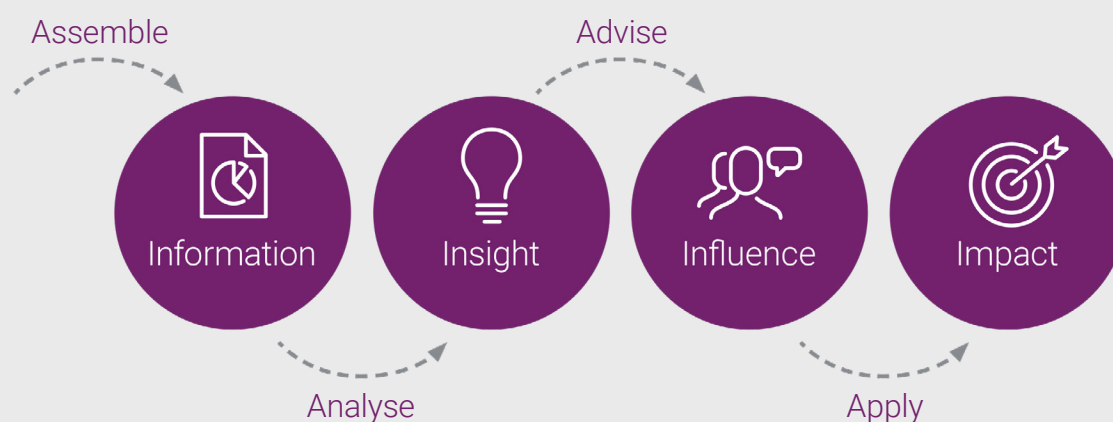 Assemble
Advise
Information
Insight
Influence
Impact
Analyse
Apply